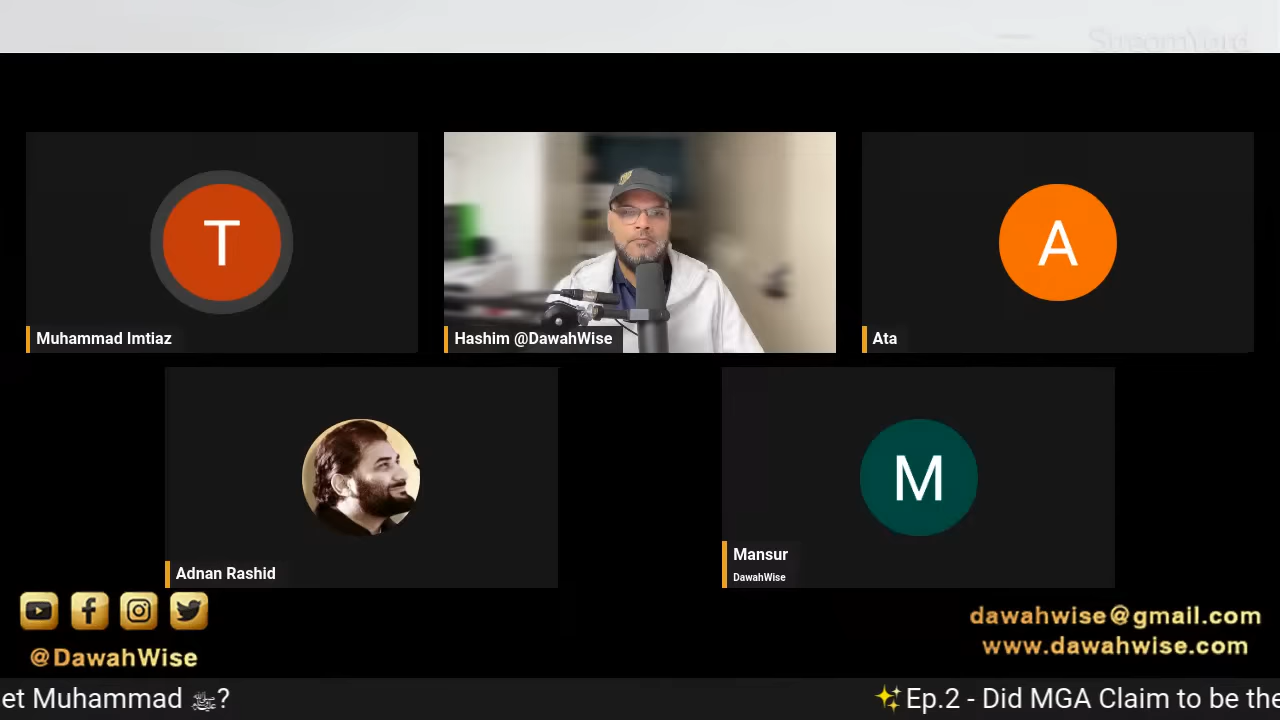 StreamYard
T
A
Muhammad Imtiaz
Hashim @DawahWise
Ata
M
Adnan Rashid
Mansur
DawahWise
dawahwise@gmail.com
www.dawahwise.com
@DawahWise
et Muhammad ﷺ?
✨Ep.2 - Did MGA Claim to be the